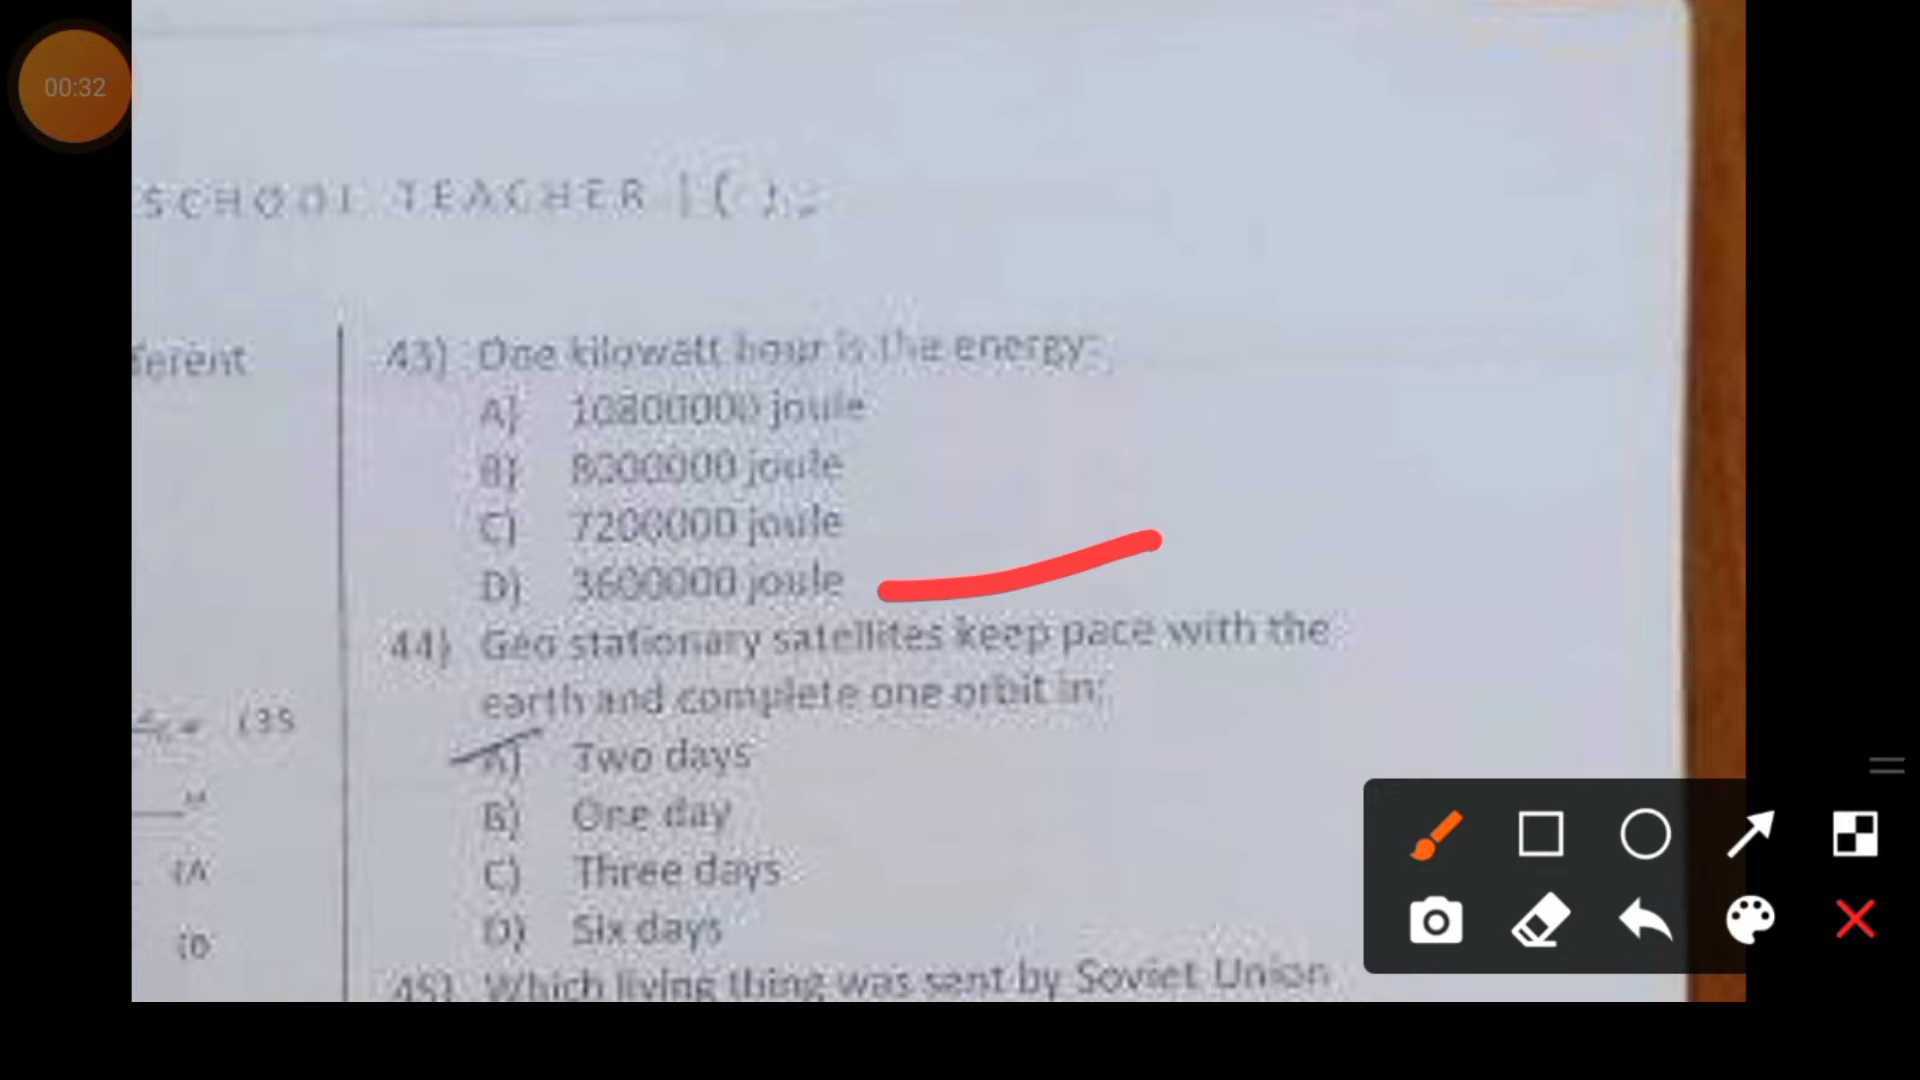 00:32
SCHOOL TEACHER
ferent
43) One kilowatt hour is the energy:
A) 10800000 joule
B) 8000000 joule
C) 7200000 joule
D) 3600000 joule
44) Geo stationary satellites keep pace with the
earth and complete one orbit in:
(35
A) Two days
B) One day
(A
C) Three days
(D
D) Six days
45) Which living thing was sent by Soviet Union